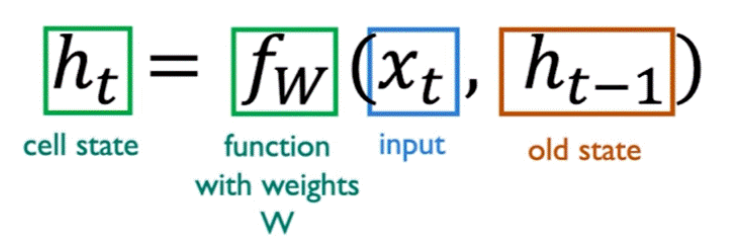 hₜ = f_W(xₜ, hₜ₋₁)
cell state
function
with weights
W
input
old state